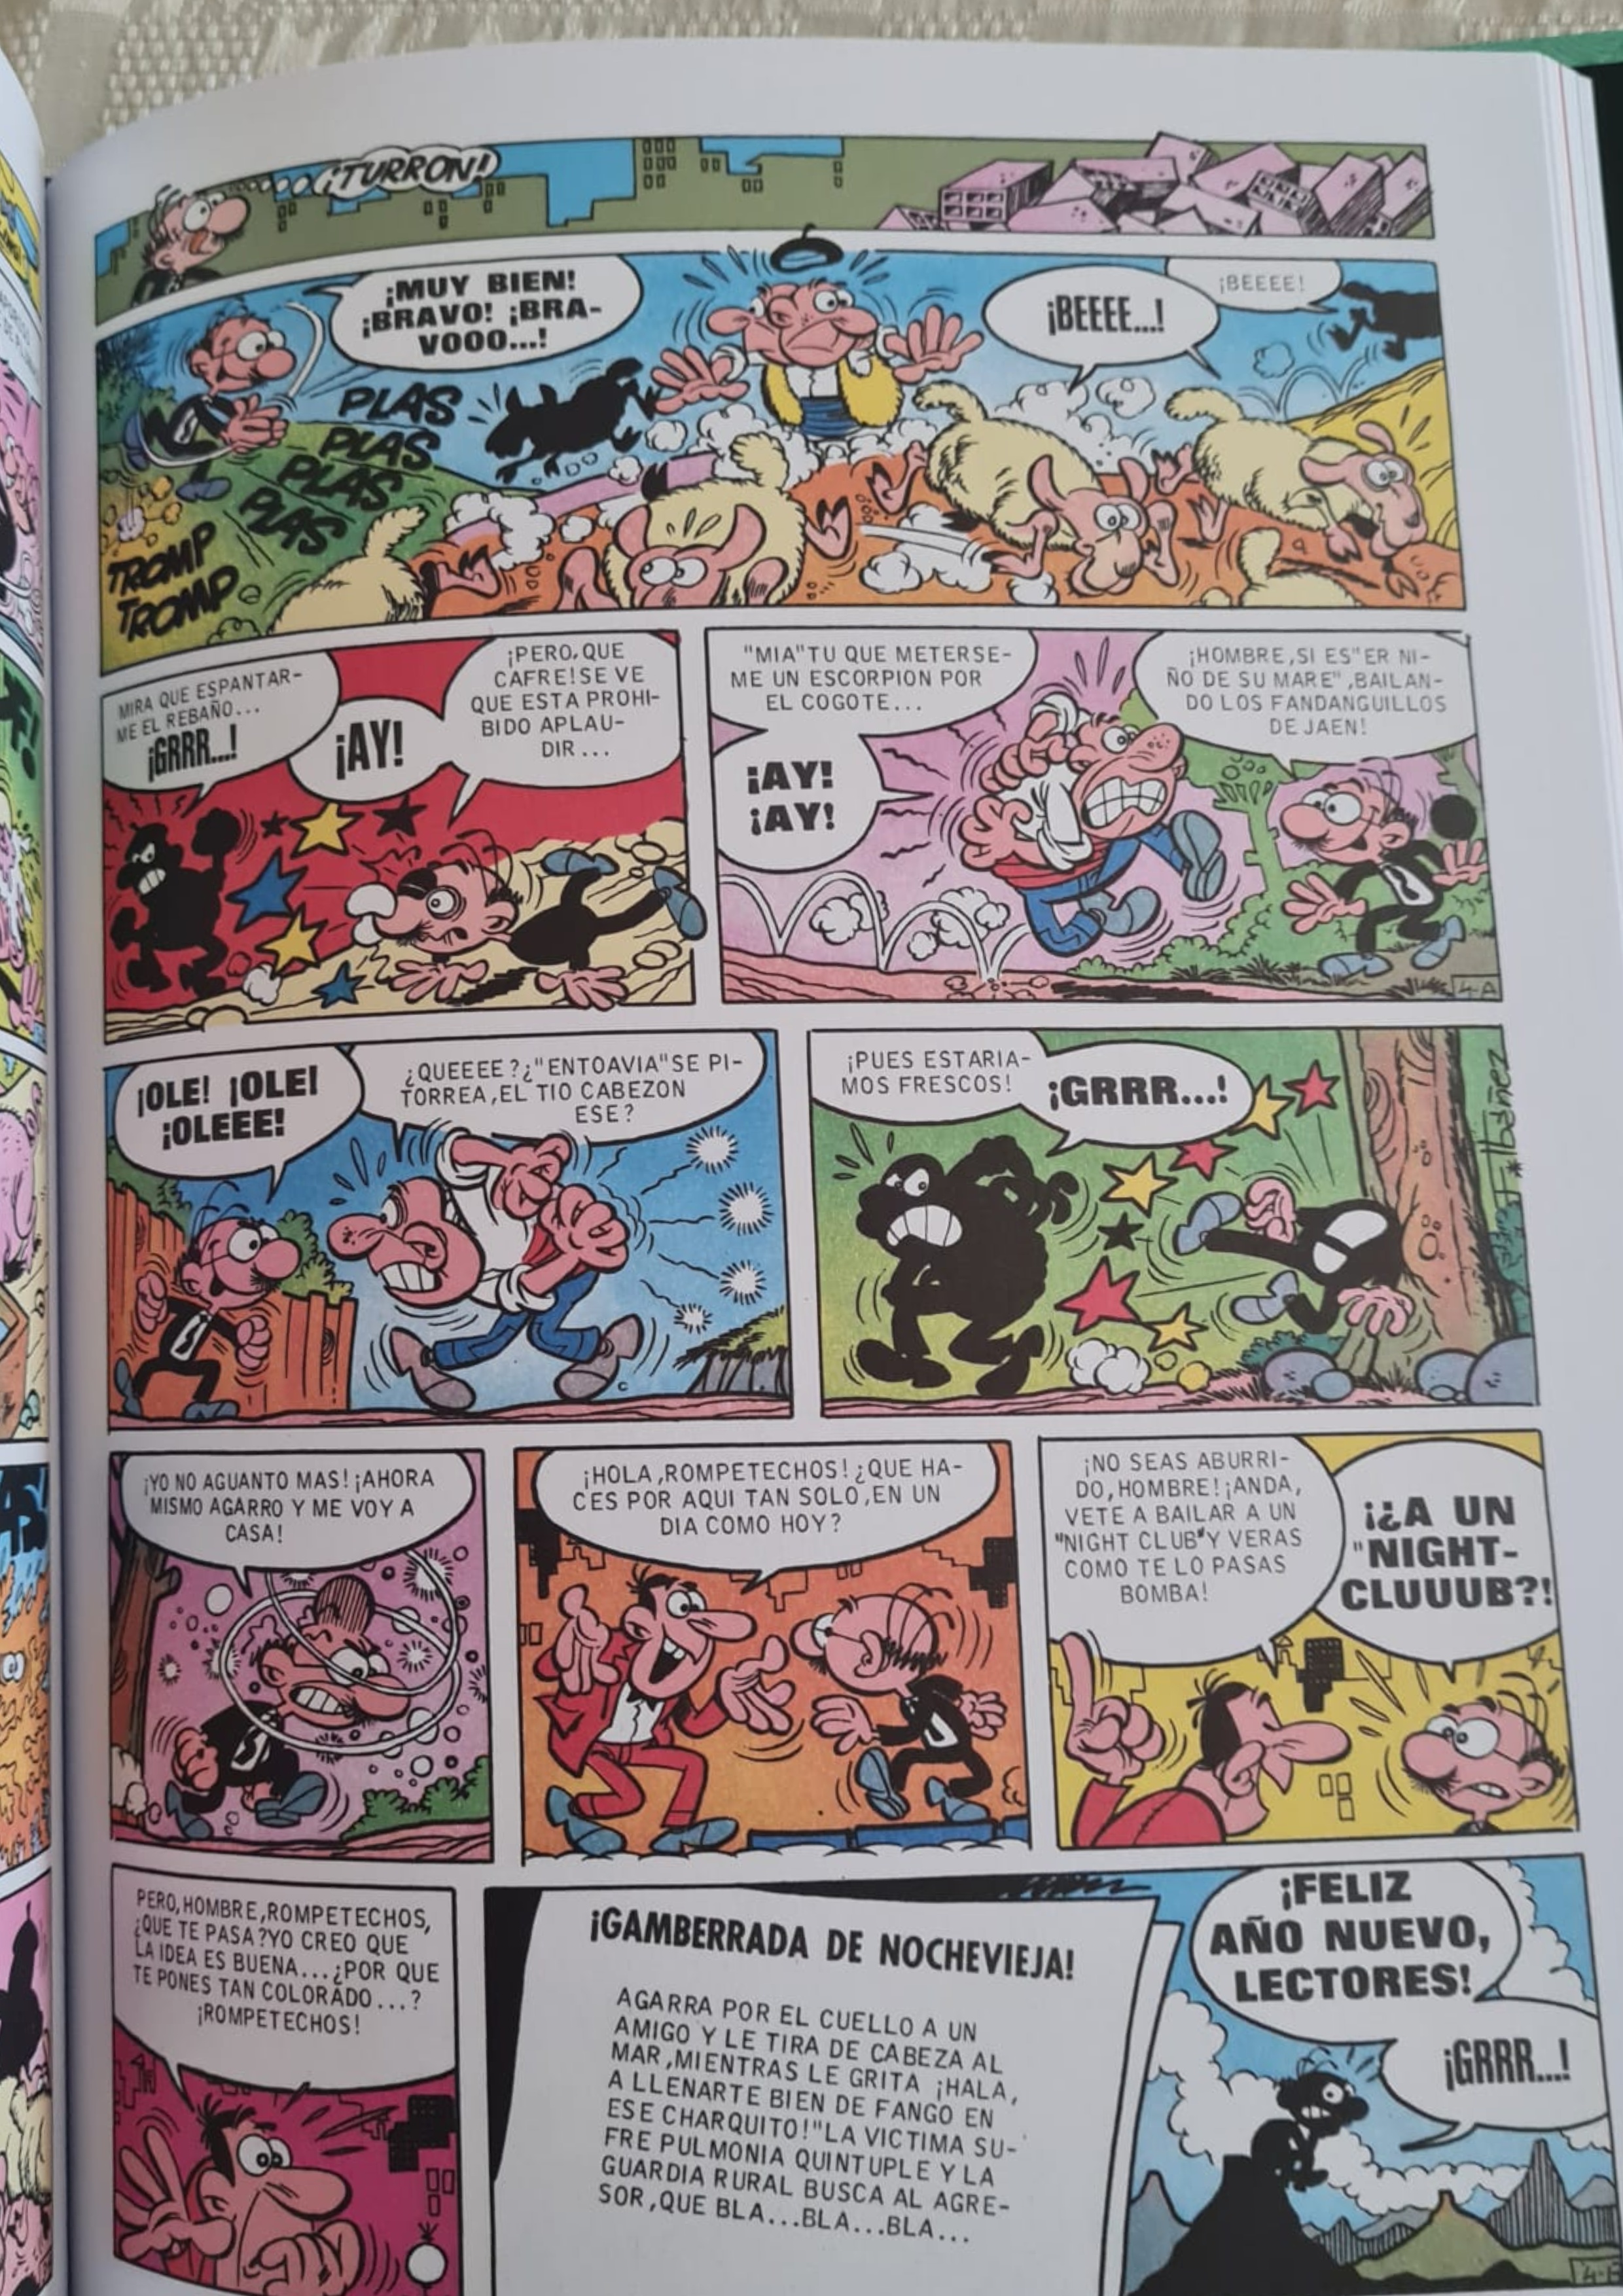 ¡TURRON!
¡MUY BIEN!
¡BRAVO! ¡BRA-
VOOO...!
¡BEEEE...!
¡BEEEE!
PLAS
PLAS
PLAS
PLAS
TROMP
TROMP
MIRA QUE ESPANTAR-
ME EL REBAÑO...
¡GRRR...!
¡AY!
¡PERO, QUE
CAFRE! SE VE
QUE ESTA PROHI-
BIDO APLAU-
DIR...
"MIA" TU QUE METERSE-
ME UN ESCORPION POR
EL COGOTE...
¡AY!
¡AY!
¡HOMBRE, SI ES "ER NI-
ÑO DE SU MARE", BAILAN-
DO LOS FANDANGUILLOS
DE JAEN!
4-A
¡OLE! ¡OLE!
¡OLEEE!
¿QUEEEE? ¿"ENTOAVIA" SE PI-
TORREA, EL TIO CABEZON
ESE?
¡PUES ESTARIA-
MOS FRESCOS!
¡GRRR...!
F. Ibáñez
¡YO NO AGUANTO MAS! ¡AHORA
MISMO AGARRO Y ME VOY A
CASA!
¡HOLA, ROMPETECHOS! ¿QUE HA-
CES POR AQUI TAN SOLO, EN UN
DIA COMO HOY?
¡NO SEAS ABURRI-
DO, HOMBRE! ¡ANDA,
VETE A BAILAR A UN
"NIGHT CLUB" Y VERAS
COMO TE LO PASAS
BOMBA!
¡¿A UN
"NIGHT-
CLUUUB?!
PERO, HOMBRE, ROMPETECHOS,
¿QUE TE PASA? YO CREO QUE
LA IDEA ES BUENA... ¿POR QUE
TE PONES TAN COLORADO...?
¡ROMPETECHOS!
¡GAMBERRADA DE NOCHEVIEJA!
AGARRA POR EL CUELLO A UN
AMIGO Y LE TIRA DE CABEZA AL
MAR, MIENTRAS LE GRITA ¡HALA,
A LLENARTE BIEN DE FANGO EN
ESE CHARQUITO!" LA VICTIMA SU-
FRE PULMONIA QUINTUPLE Y LA
GUARDIA RURAL BUSCA AL AGRE-
SOR, QUE BLA...BLA...BLA...
¡FELIZ
AÑO NUEVO,
LECTORES!
¡GRRR...!